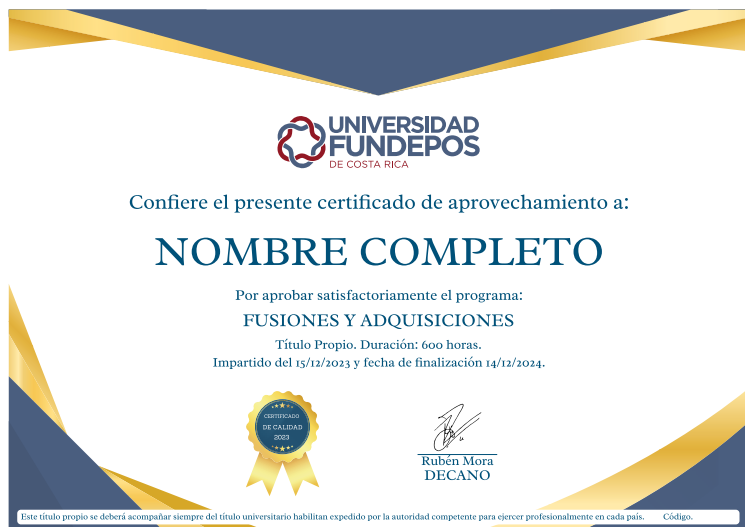 UNIVERSIDAD
FUNDEPOS
DE COSTA RICA
Confiere el presente certificado de aprovechamiento a:
NOMBRE COMPLETO
Por aprobar satisfactoriamente el programa:
FUSIONES Y ADQUISICIONES
Título Propio. Duración: 600 horas.
Impartido del 15/12/2023 y fecha de finalización 14/12/2024.
CERTIFICADO
DE CALIDAD
2023
Rubén Mora
DECANO
Este título propio se deberá acompañar siempre del título universitario habilitan expedido por la autoridad competente para ejercer profesionalmente en cada país. Código.